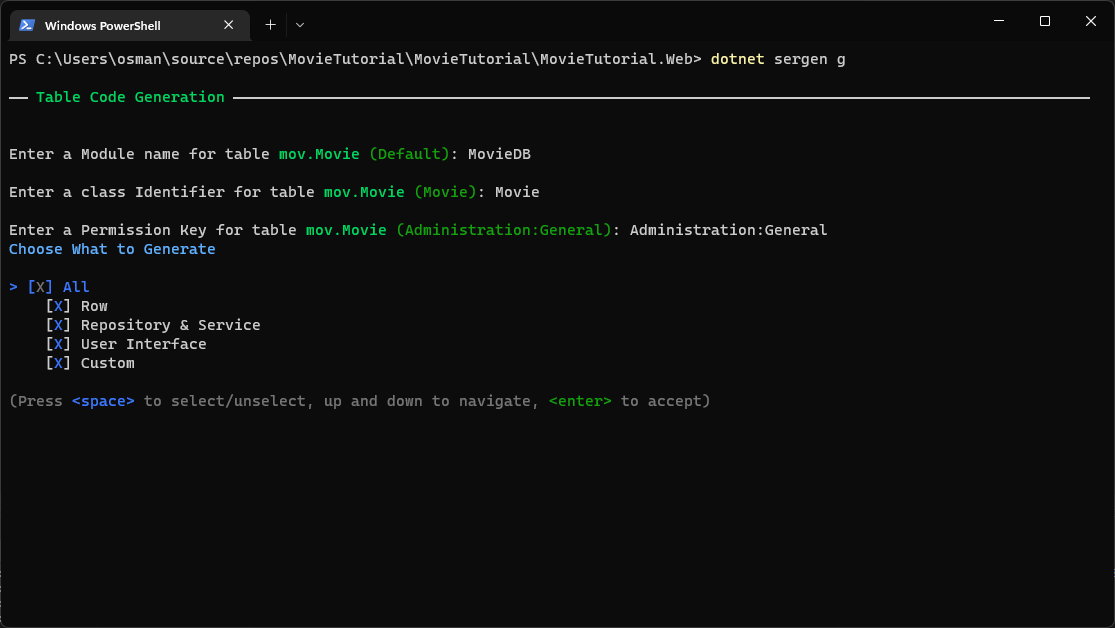 Windows PowerShell
PS C:\Users\osman\source\repos\MovieTutorial\MovieTutorial\MovieTutorial.Web> dotnet sergen g
Table Code Generation
Enter a Module name for table mov.Movie (Default): MovieDB
Enter a class Identifier for table mov.Movie (Movie): Movie
Enter a Permission Key for table mov.Movie (Administration:General): Administration:General
Choose What to Generate
> [X] All
[X] Row
[X] Repository & Service
[X] User Interface
[X] Custom
(Press <space> to select/unselect, up and down to navigate, <enter> to accept)